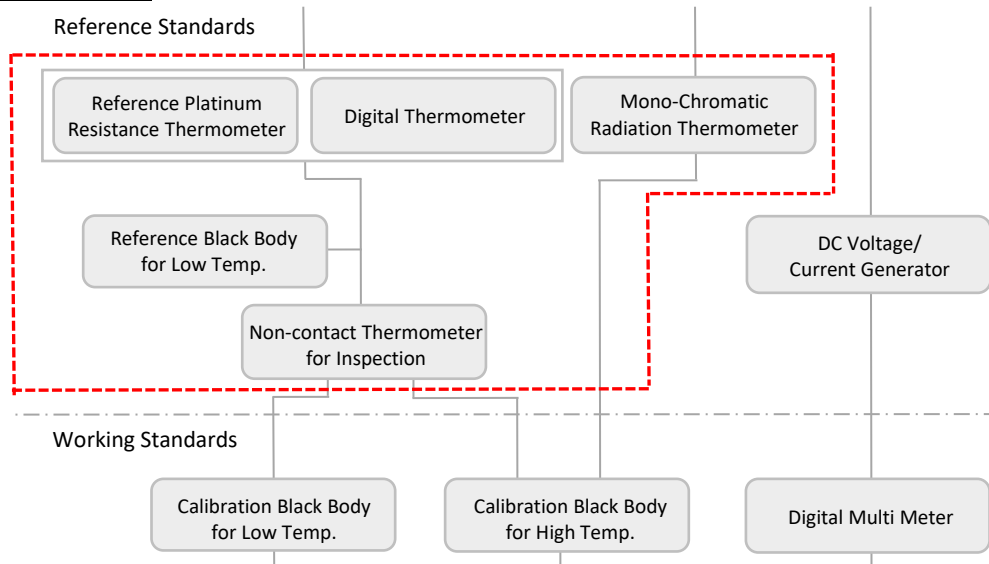 Reference Standards
Reference Platinum
Resistance Thermometer
Digital Thermometer
Mono-Chromatic
Radiation Thermometer
Reference Black Body
for Low Temp.
DC Voltage/
Current Generator
Non-contact Thermometer
for Inspection
Working Standards
Calibration Black Body
for Low Temp.
Calibration Black Body
for High Temp.
Digital Multi Meter